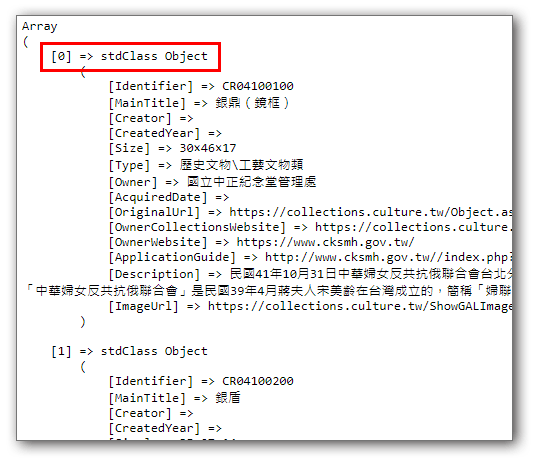 Array
(
[0] => stdClass Object
(
[Identifier] => CR04100100
[MainTitle] => 銀鼎（鏡框）
[Creator] =>
[CreatedYear] =>
[Size] => 30x46x17
[Type] => 歷史文物\工藝文物類
[Owner] => 國立中正紀念堂管理處
[AcquiredDate] =>
[OriginalUrl] => https://collections.culture.tw/Object.as
[OwnerCollectionsWebsite] => https://collections.culture.
[OwnerWebsite] => https://www.cksmh.gov.tw/
[ApplicationGuide] => http://www.cksmh.gov.tw//index.php?
[Description] => 民國41年10月31日中華婦女反共抗俄聯合會台北分
「中華婦女反共抗俄聯合會」是民國39年4月蔣夫人宋美齡在台灣成立的，簡稱「婦聯
[ImageUrl] => https://collections.culture.tw/ShowGALImage
)
[1] => stdClass Object
(
[Identifier] => CR04100200
[MainTitle] => 銀盾
[Creator] =>
[CreatedYear] =>